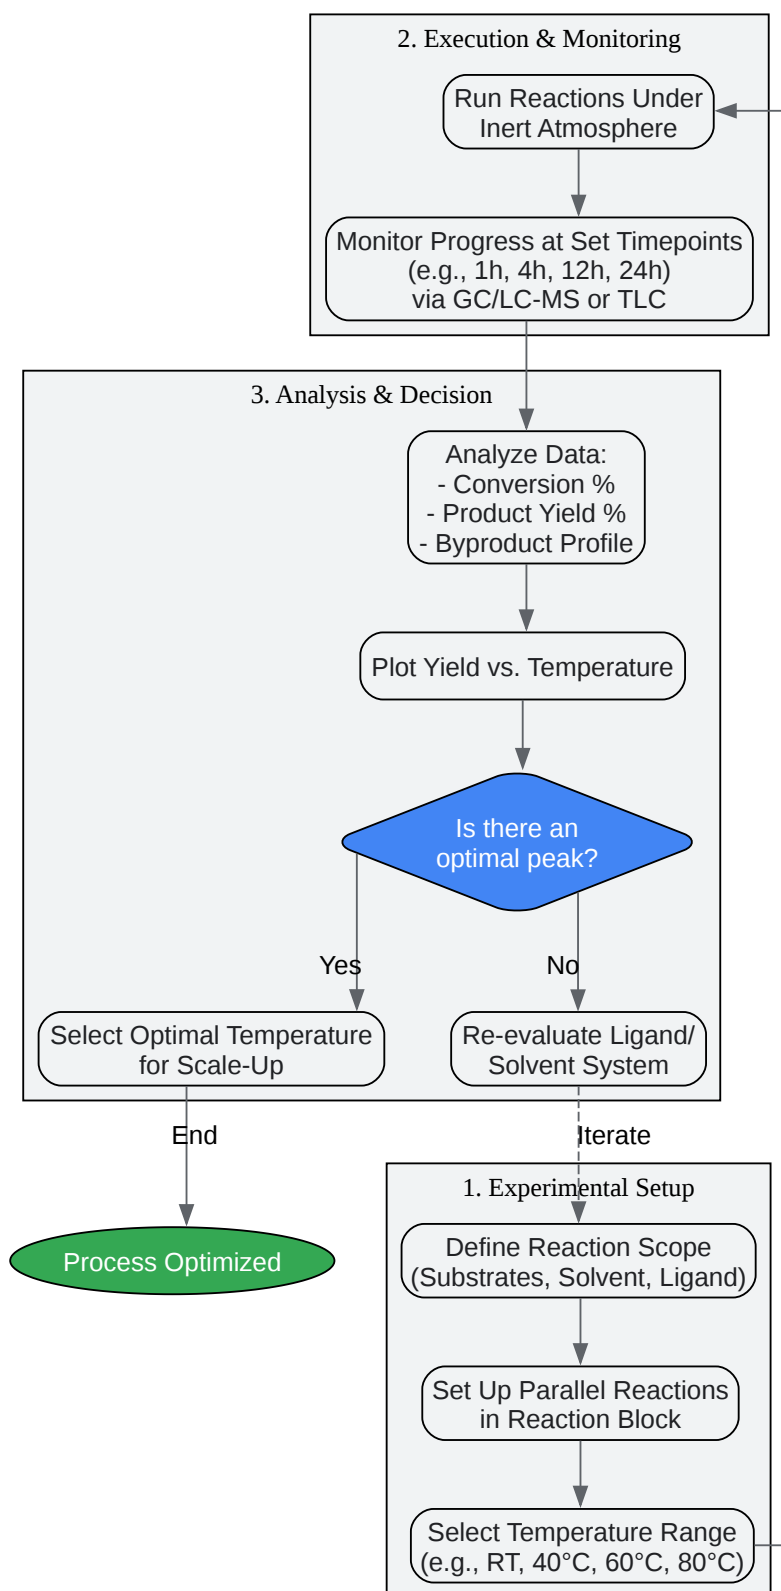 2. Execution & Monitoring
Run Reactions Under
Inert Atmosphere
Monitor Progress at Set Timepoints
(e.g., 1h, 4h, 12h, 24h)
via GC/LC-MS or TLC
3. Analysis & Decision
Analyze Data:
- Conversion %
- Product Yield %
- Byproduct Profile
Plot Yield vs. Temperature
Is there an
optimal peak?
Yes
No
Select Optimal Temperature
for Scale-Up
Re-evaluate Ligand/
Solvent System
End
Iterate
1. Experimental Setup
Process Optimized
Define Reaction Scope
(Substrates, Solvent, Ligand)
Set Up Parallel Reactions
in Reaction Block
Select Temperature Range
(e.g., RT, 40°C, 60°C, 80°C)